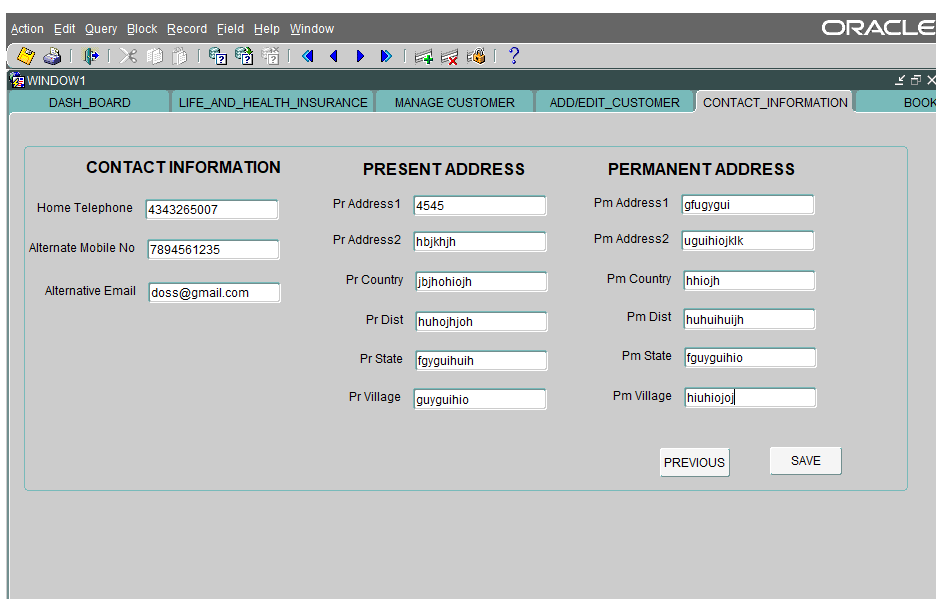 Action Edit Query Block Record Field Help Window
ORACLE
WINDOW1
DASH_BOARD LIFE_AND_HEALTH_INSURANCE MANAGE CUSTOMER ADD/EDIT_CUSTOMER CONTACT_INFORMATION BOOK
CONTACT INFORMATION
Home Telephone 4343265007
Alternate Mobile No 7894561235
Alternative Email doss@gmail.com
PRESENT ADDRESS
Pr Address1 4545
Pr Address2 hbjkhjh
Pr Country jbjhohiojh
Pr Dist huhojhjoh
Pr State fgyguihuih
Pr Village guyguihio
PERMANENT ADDRESS
Pm Address1 gfugygui
Pm Address2 uguihiojklk
Pm Country hhiojh
Pm Dist huhuihuijh
Pm State fguyguihio
Pm Village hiuhiojoj
PREVIOUS SAVE